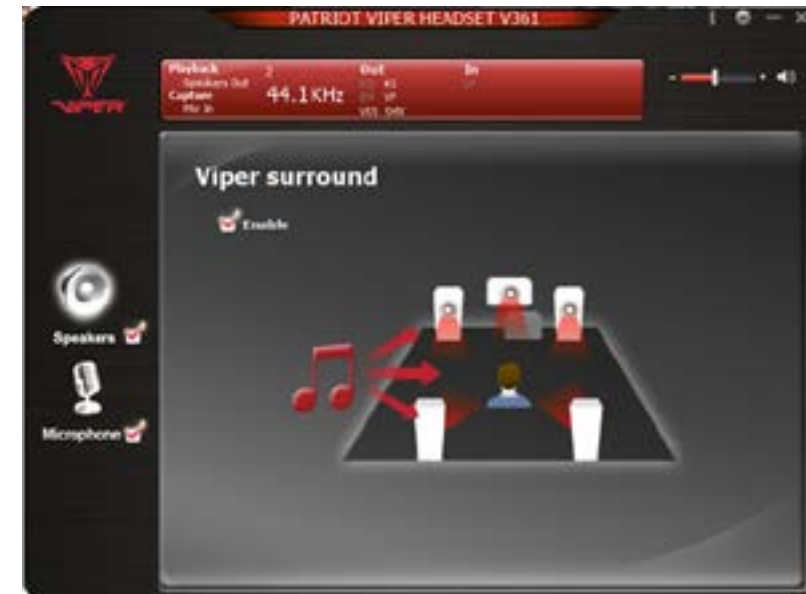 PATRIOT VIPER HEADSET V361
VIPER
Playback 2 Out In
Speakers Out
Capture 44.1KHz
Mic In
Viper surround
Enable
Speakers
Microphone